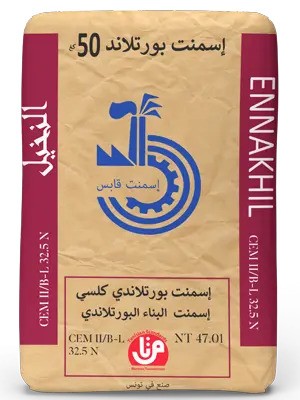 إسمنت بورتلاند 50 كغ
النخيل
CEM II/B-L 32.5 N
ENNAKHIL
CEM II/B-L 32.5 N
إسمنت قابس
إسمنت بورتلاندي كلسي
إسمنت البناء البورتلاندي
CEM II/B-L
32.5 N
NT 47.01
صنع في تونس